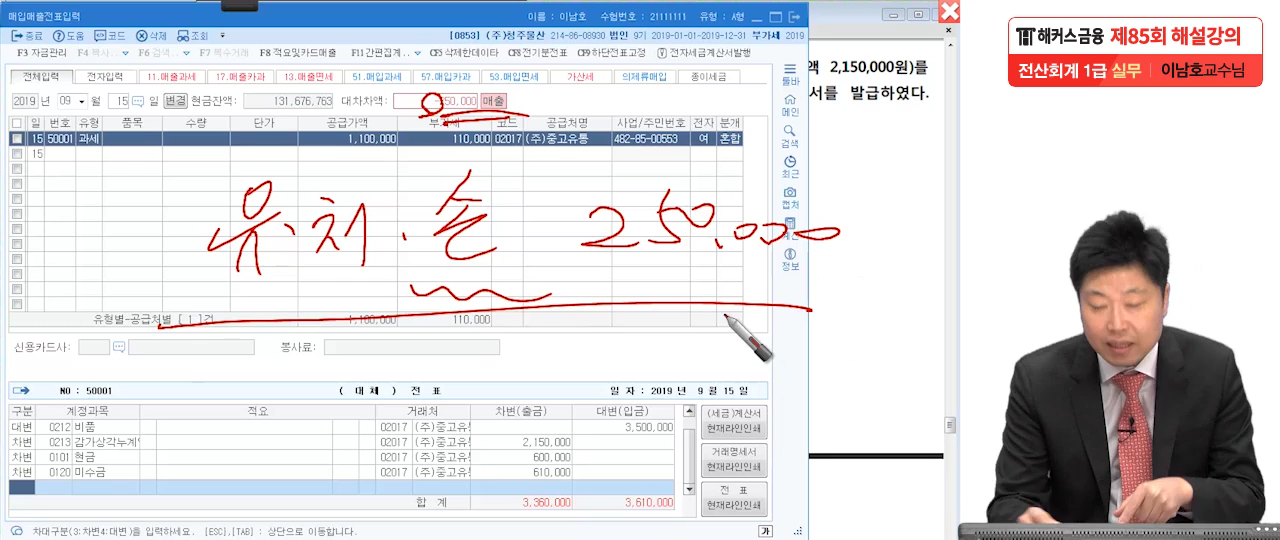 매입매출전표입력 이름 : 이남호 수험번호 : 21111111 유형 : A형
종료 도움 코드 삭제 조회 [0853] (주)청주물산 214-86-08930 법인 9기 2019-01-01~2019-12-31 부가세 2019
F3 자금관리 F4 복사.. F6 검색.. F7 복수거래 F8 적요및카드매출 F11간편집계.. CF5 삭제한데이타 CF8 전기분전표 CF9 하단전표고정 전자세금계산서발행
전체입력 전자입력 11.매출과세 17.매출카과 13.매출면세 51.매입과세 57.매입카과 53.매입면세 가산세 의제류매입 종이세금
2019 년 09 월 15 일 변경 현금잔액: 131,676,763 대차차액: -250,000 매출
일 번호 유형 품목 수량 단가 공급가액 부가세 코드 공급처명 사업/주민번호 전자 분개
15 50001 과세 1,100,000 110,000 02017 (주)중고유통 482-85-00553 여 혼합
15
유.처.손 250,000
유형별-공급처별 [ 1 ]건 1,100,000 110,000
신용카드사: 봉사료:
NO : 50001 ( 대체 ) 전 표 일 자 : 2019 년 9 월 15 일
구분 계정과목 적요 거래처 차변(출금) 대변(입금)
대변 0212 비품 02017 (주)중고유 3,500,000
차변 0213 감가상각누계 02017 (주)중고유 2,150,000
차변 0101 현금 02017 (주)중고유 600,000
차변 0120 미수금 02017 (주)중고유 610,000
합 계 3,360,000 3,610,000
(세금)계산서
현재라인인쇄
거래명세서
현재라인인쇄
전 표
현재라인인쇄
차대구분(3:차변4:대변)을 입력하세요. [ESC],[TAB] : 상단으로 이동합니다. 가
툴바
메인
검색
최근
캡처
정보
액 2,150,000원)를
서를 발급하였다.
해커스금융 제85회 해설강의
전산회계 1급 실무 이남호교수님